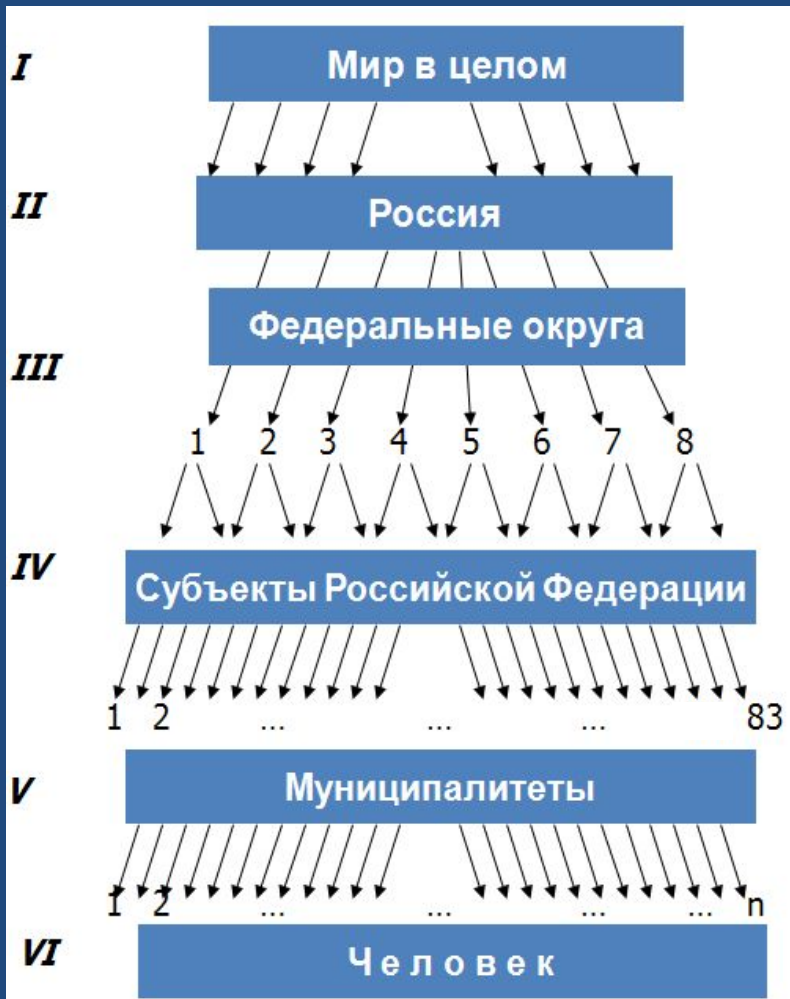 I Мир в целом
II Россия
Федеральные округа
III
1 2 3 4 5 6 7 8
IV Субъекты Российской Федерации
1 2 ... ... ... 83
V Муниципалитеты
1 2 ... ... ... ... n
VI Человек